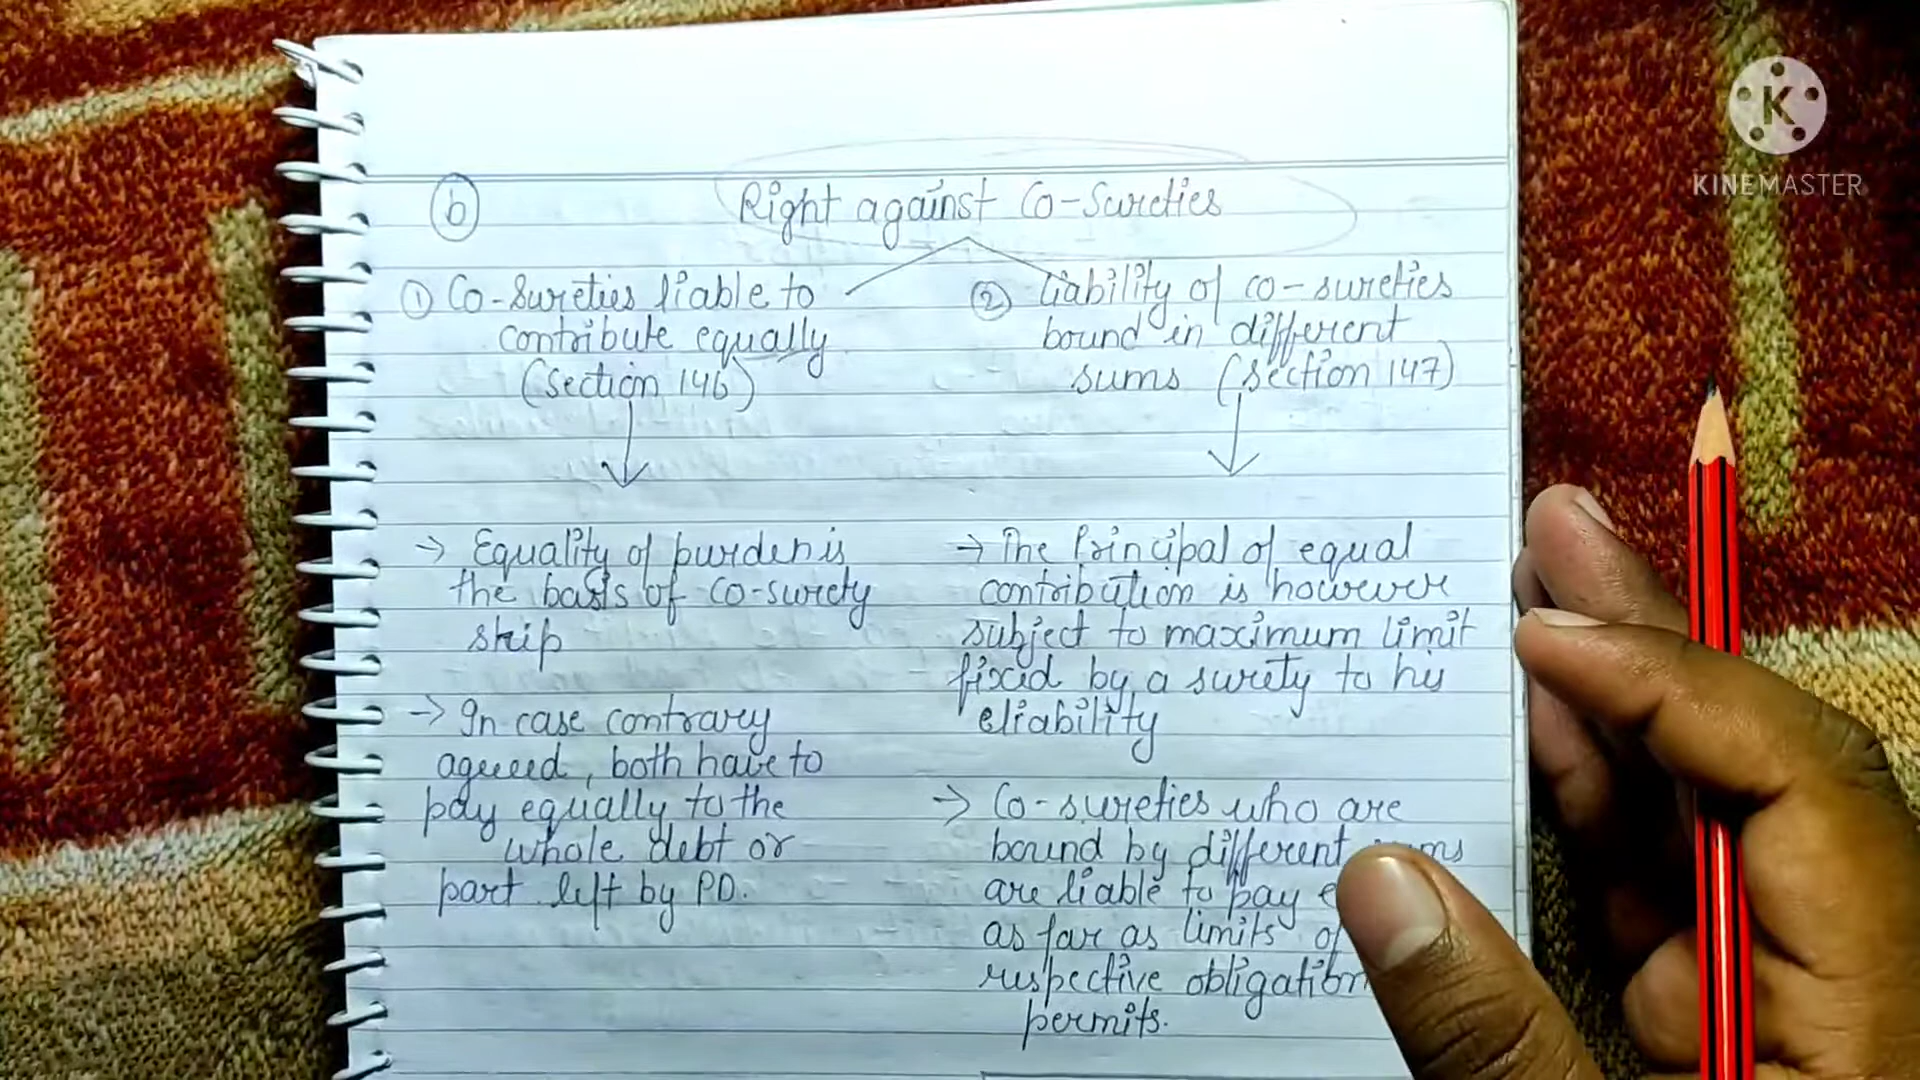 b
Right against Co-Sureties
① Co-Sureties liable to
contribute equally
(Section 146)
② Liability of co-sureties
bound in different
sums (Section 147)
→ Equality of burden is
the basis of co-surety
ship
→ In case contrary
agreeed, both have to
pay equally to the
whole debt or
part left by PD.
→ The Principal of equal
contribution is however
subject to maximum limit
fixed by a surety to his
eliability
→ Co-sureties who are
bound by different
are liable to pay
as far as limits of
respective obligation
permits.
KINEMASTER